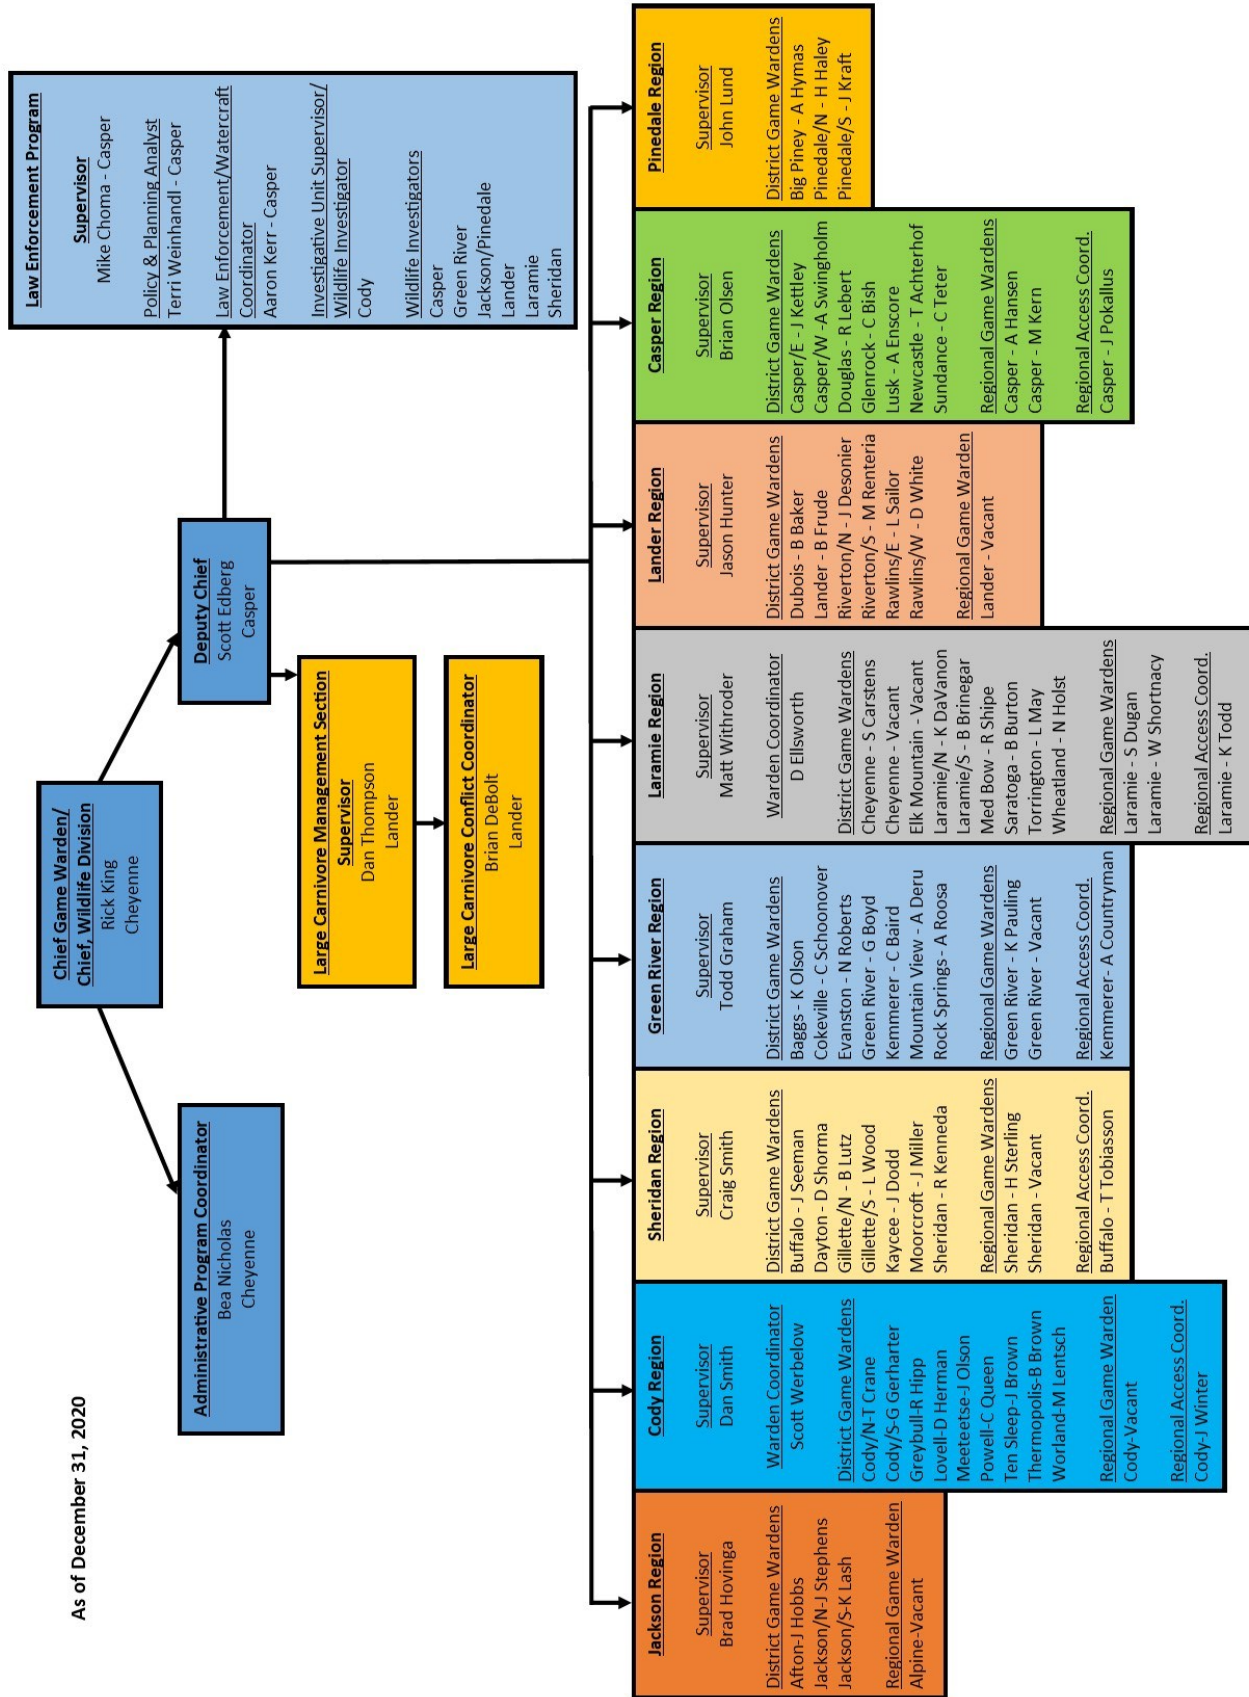 As of December 31, 2020
Chief Game Warden/
Chief, Wildlife Division
Rick King
Cheyenne
Administrative Program Coordinator
Bea Nicholas
Cheyenne
Deputy Chief
Scott Edberg
Casper
Law Enforcement Program
Supervisor
Mike Choma - Casper
Policy & Planning Analyst
Terri Weinhandl - Casper
Law Enforcement/Watercraft
Coordinator
Aaron Kerr - Casper
Investigative Unit Supervisor/
Wildlife Investigator
Cody
Wildlife Investigators
Casper
Green River
Jackson/Pinedale
Lander
Laramie
Sheridan
Large Carnivore Management Section
Supervisor
Dan Thompson
Lander
Large Carnivore Conflict Coordinator
Brian DeBolt
Lander
Jackson Region
Supervisor
Brad Hovinga
District Game Wardens
Afton-J Hobbs
Jackson/N-J Stephens
Jackson/S-K Lash
Regional Game Warden
Alpine-Vacant
Cody Region
Supervisor
Dan Smith
Warden Coordinator
Scott Werbelow
District Game Wardens
Cody/N-T Crane
Cody/S-G Gerharter
Greybull-R Hipp
Lovell-D Herman
Meeteetse-J Olson
Powell-C Queen
Ten Sleep-J Brown
Thermopolis-B Brown
Worland-M Lentsch
Regional Game Warden
Cody-Vacant
Regional Access Coord.
Cody-J Winter
Sheridan Region
Supervisor
Craig Smith
District Game Wardens
Buffalo - J Seeman
Dayton - D Shorma
Gillette/N - B Lutz
Gillette/S - L Wood
Kaycee - J Dodd
Moorcroft - J Miller
Sheridan - R Kenneda
Regional Game Wardens
Sheridan - H Sterling
Sheridan - Vacant
Regional Access Coord.
Buffalo - T Tobiasson
Green River Region
Supervisor
Todd Graham
District Game Wardens
Baggs - K Olson
Cokeville - C Schoonover
Evanston - N Roberts
Green River - G Boyd
Kemmerer - C Baird
Mountain View - A Deru
Rock Springs - A Roosa
Regional Game Wardens
Green River - K Pauling
Green River - Vacant
Regional Access Coord.
Kemmerer- A Countryman
Laramie Region
Supervisor
Matt Withroder
Warden Coordinator
D Ellsworth
District Game Wardens
Cheyenne - S Carstens
Cheyenne - Vacant
Elk Mountain - Vacant
Laramie/N - K DaVanon
Laramie/S - B Brinegar
Med Bow - R Shipe
Saratoga - B Burton
Torrington - L May
Wheatland - N Holst
Regional Game Wardens
Laramie - S Dugan
Laramie - W Shortnacy
Regional Access Coord.
Laramie - K Todd
Lander Region
Supervisor
Jason Hunter
District Game Wardens
Dubois - B Baker
Lander - B Frude
Riverton/N - J Desonier
Riverton/S - M Renteria
Rawlins/E - L Sailor
Rawlins/W - D White
Regional Game Warden
Lander - Vacant
Casper Region
Supervisor
Brian Olsen
District Game Wardens
Casper/E - J Kettley
Casper/W -A Swingholm
Douglas - R Lebert
Glenrock - C Bish
Lusk - A Enscore
Newcastle - T Achterhof
Sundance - C Teter
Regional Game Wardens
Casper - A Hansen
Casper - M Kern
Regional Access Coord.
Casper - J Pokallus
Pinedale Region
Supervisor
John Lund
District Game Wardens
Big Piney - A Hymas
Pinedale/N - H Haley
Pinedale/S - J Kraft